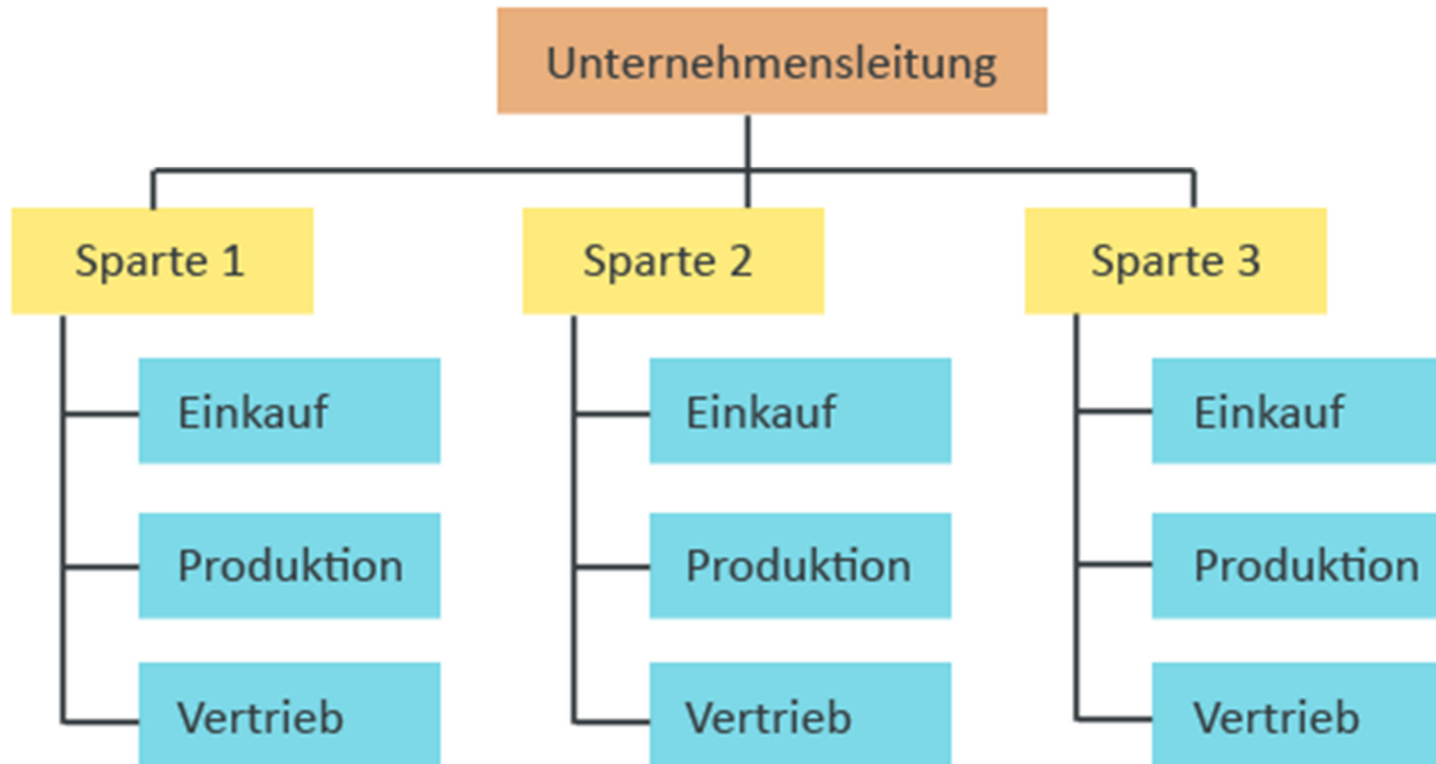 Unternehmensleitung
Sparte 1
Einkauf
Produktion
Vertrieb
Sparte 2
Einkauf
Produktion
Vertrieb
Sparte 3
Einkauf
Produktion
Vertrieb